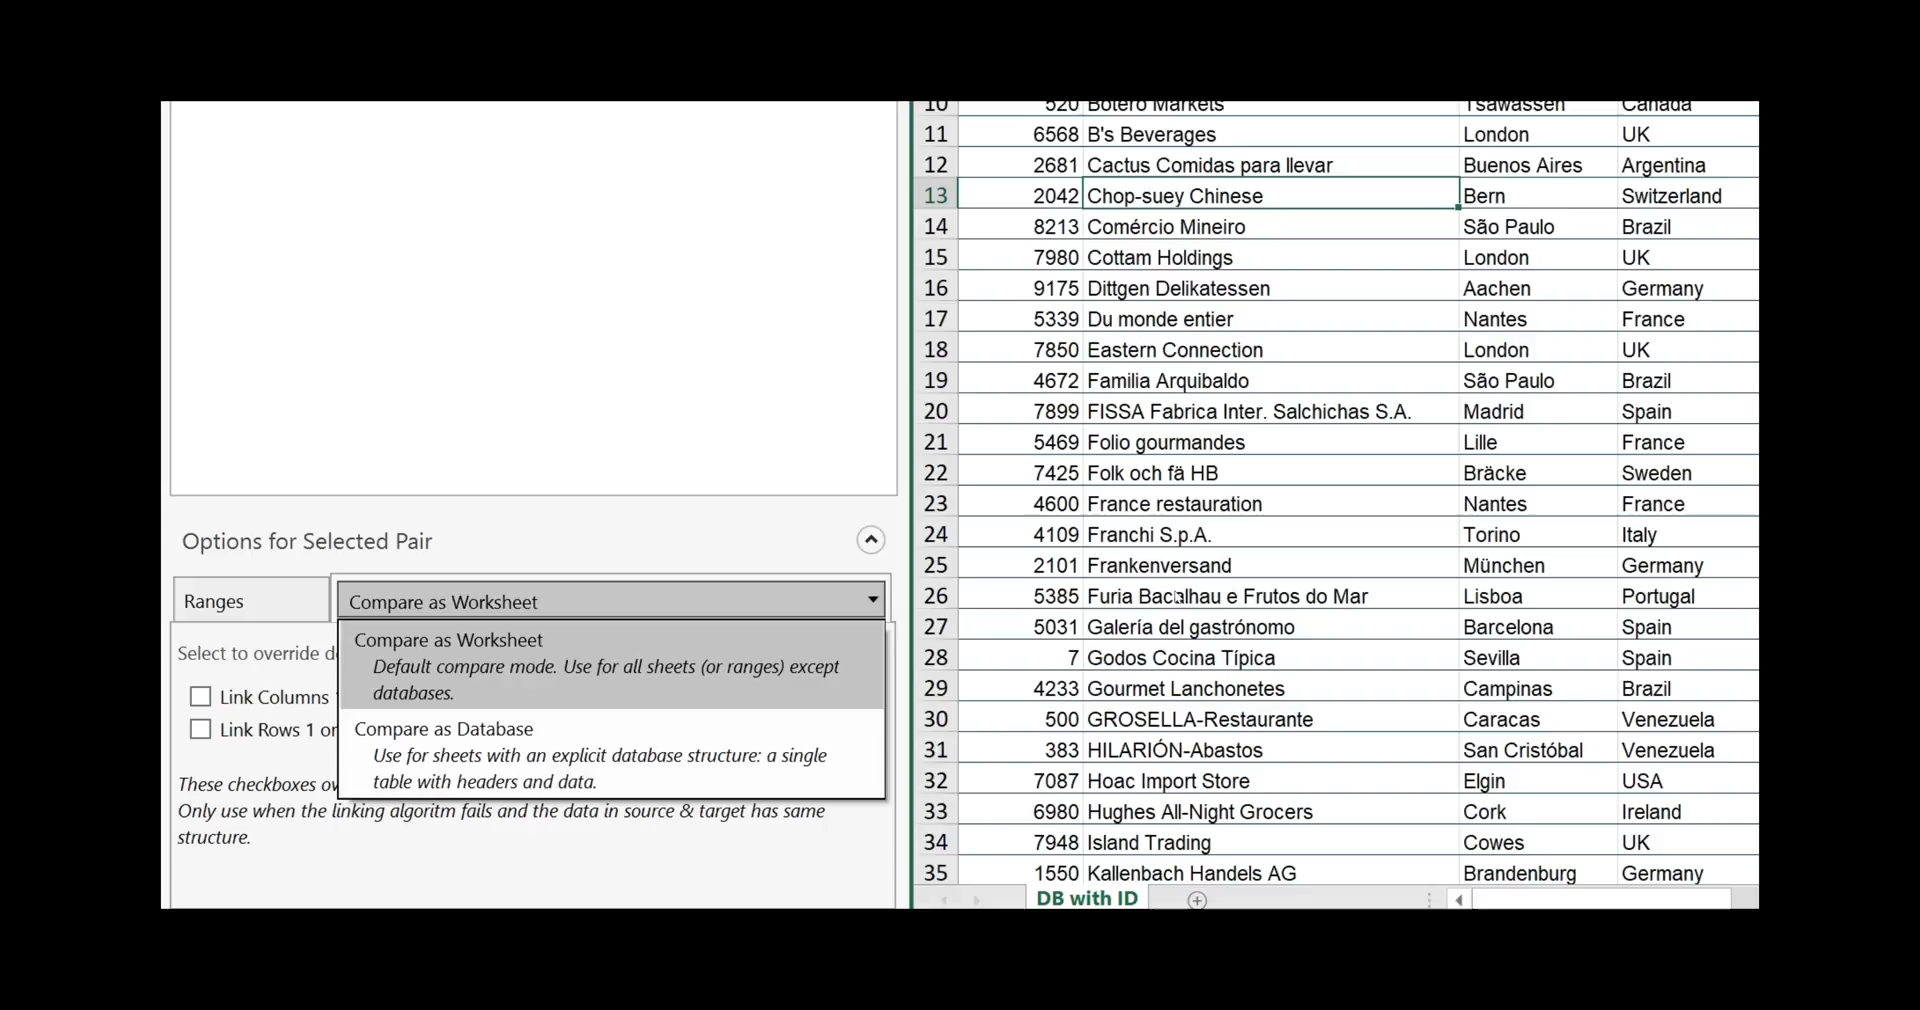 10 520 Botero Markets Tsawassen Canada
11 6568 B's Beverages London UK
12 2681 Cactus Comidas para llevar Buenos Aires Argentina
13 2042 Chop-suey Chinese Bern Switzerland
14 8213 Comércio Mineiro São Paulo Brazil
15 7980 Cottam Holdings London UK
16 9175 Dittgen Delikatessen Aachen Germany
17 5339 Du monde entier Nantes France
18 7850 Eastern Connection London UK
19 4672 Familia Arquibaldo São Paulo Brazil
20 7899 FISSA Fabrica Inter. Salchichas S.A. Madrid Spain
21 5469 Folio gourmandes Lille France
22 7425 Folk och fä HB Bräcke Sweden
23 4600 France restauration Nantes France
24 4109 Franchi S.p.A. Torino Italy
25 2101 Frankenversand München Germany
26 5385 Furia Bacalhau e Frutos do Mar Lisboa Portugal
27 5031 Galería del gastrónomo Barcelona Spain
28 7 Godos Cocina Típica Sevilla Spain
29 4233 Gourmet Lanchonetes Campinas Brazil
30 500 GROSELLA-Restaurante Caracas Venezuela
31 383 HILARIÓN-Abastos San Cristóbal Venezuela
32 7087 Hoac Import Store Elgin USA
33 6980 Hughes All-Night Grocers Cork Ireland
34 7948 Island Trading Cowes UK
35 1550 Kallenbach Handels AG Brandenburg Germany
DB with ID
Options for Selected Pair
Ranges
Compare as Worksheet
Compare as Worksheet
Default compare mode. Use for all sheets (or ranges) except
databases.
Compare as Database
Use for sheets with an explicit database structure: a single
table with headers and data.
Select to override
Link Columns
Link Rows 1 or
These checkboxes
Only use when the linking algoritm fails and the data in source & target has same
structure.